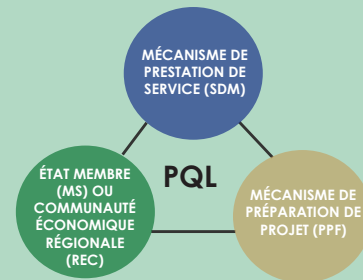 MÉCANISME DE
PRESTATION DE
SERVICE (SDM)
ÉTAT MEMBRE
(MS) OU
COMMUNAUTÉ
ÉCONOMIQUE
RÉGIONALE
(REC)
PQL
MÉCANISME DE
PRÉPARATION DE
PROJET (PPF)